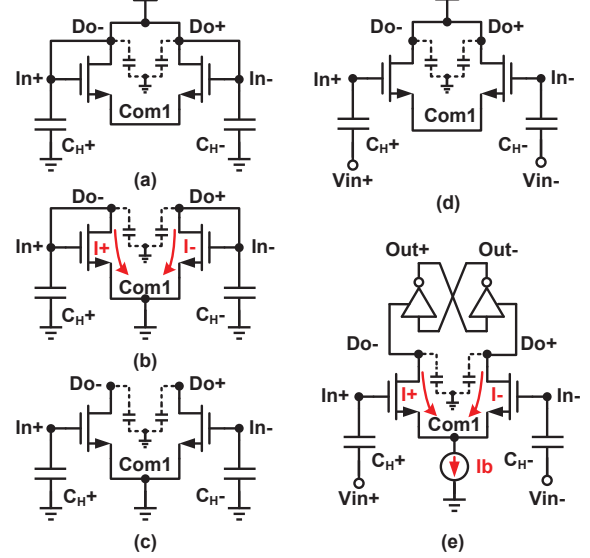 Do- Do+
In+ In-
Com1
CH+ CH-
(a)
Do- Do+
In+ I+ I- In-
Com1
CH+ CH-
(b)
Do- Do+
In+ In-
Com1
CH+ CH-
(c)
Do- Do+
In+ In-
Com1
CH+ CH-
Vin+ Vin-
(d)
Out+ Out-
Do- Do+
In+ I+ I- In-
Com1
CH+ Ib CH-
Vin+ Vin-
(e)